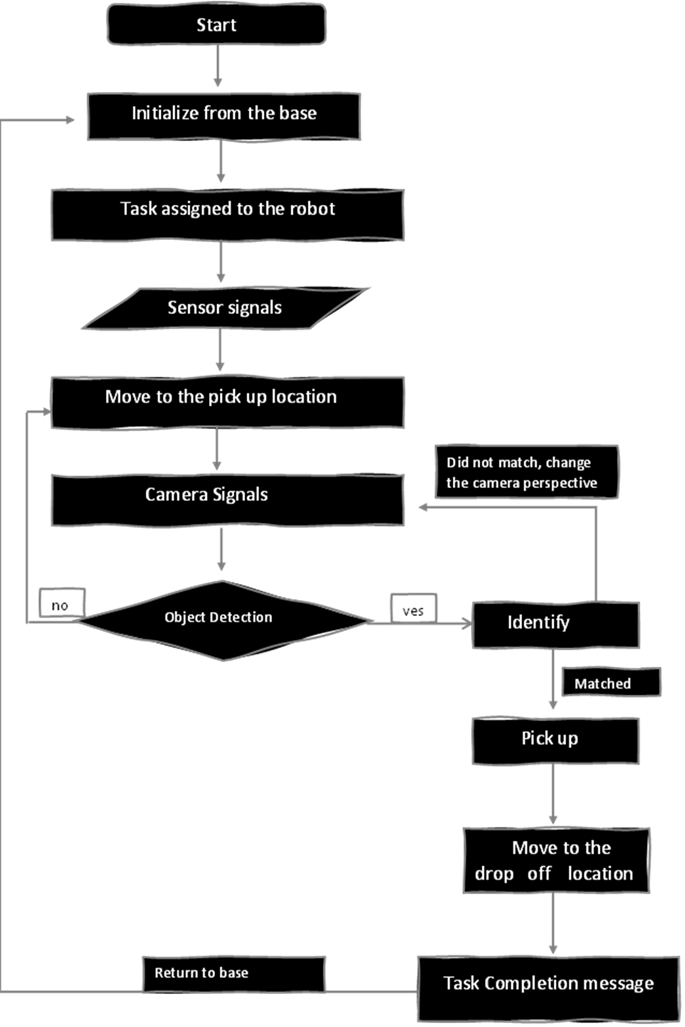 Start
Initialize from the base
Task assigned to the robot
Sensor signals
Move to the pick up location
Did not match, change
the camera perspective
Camera Signals
no
Object Detection
yes
Identify
Matched
Pick up
Move to the
drop off location
Return to base
Task Completion message